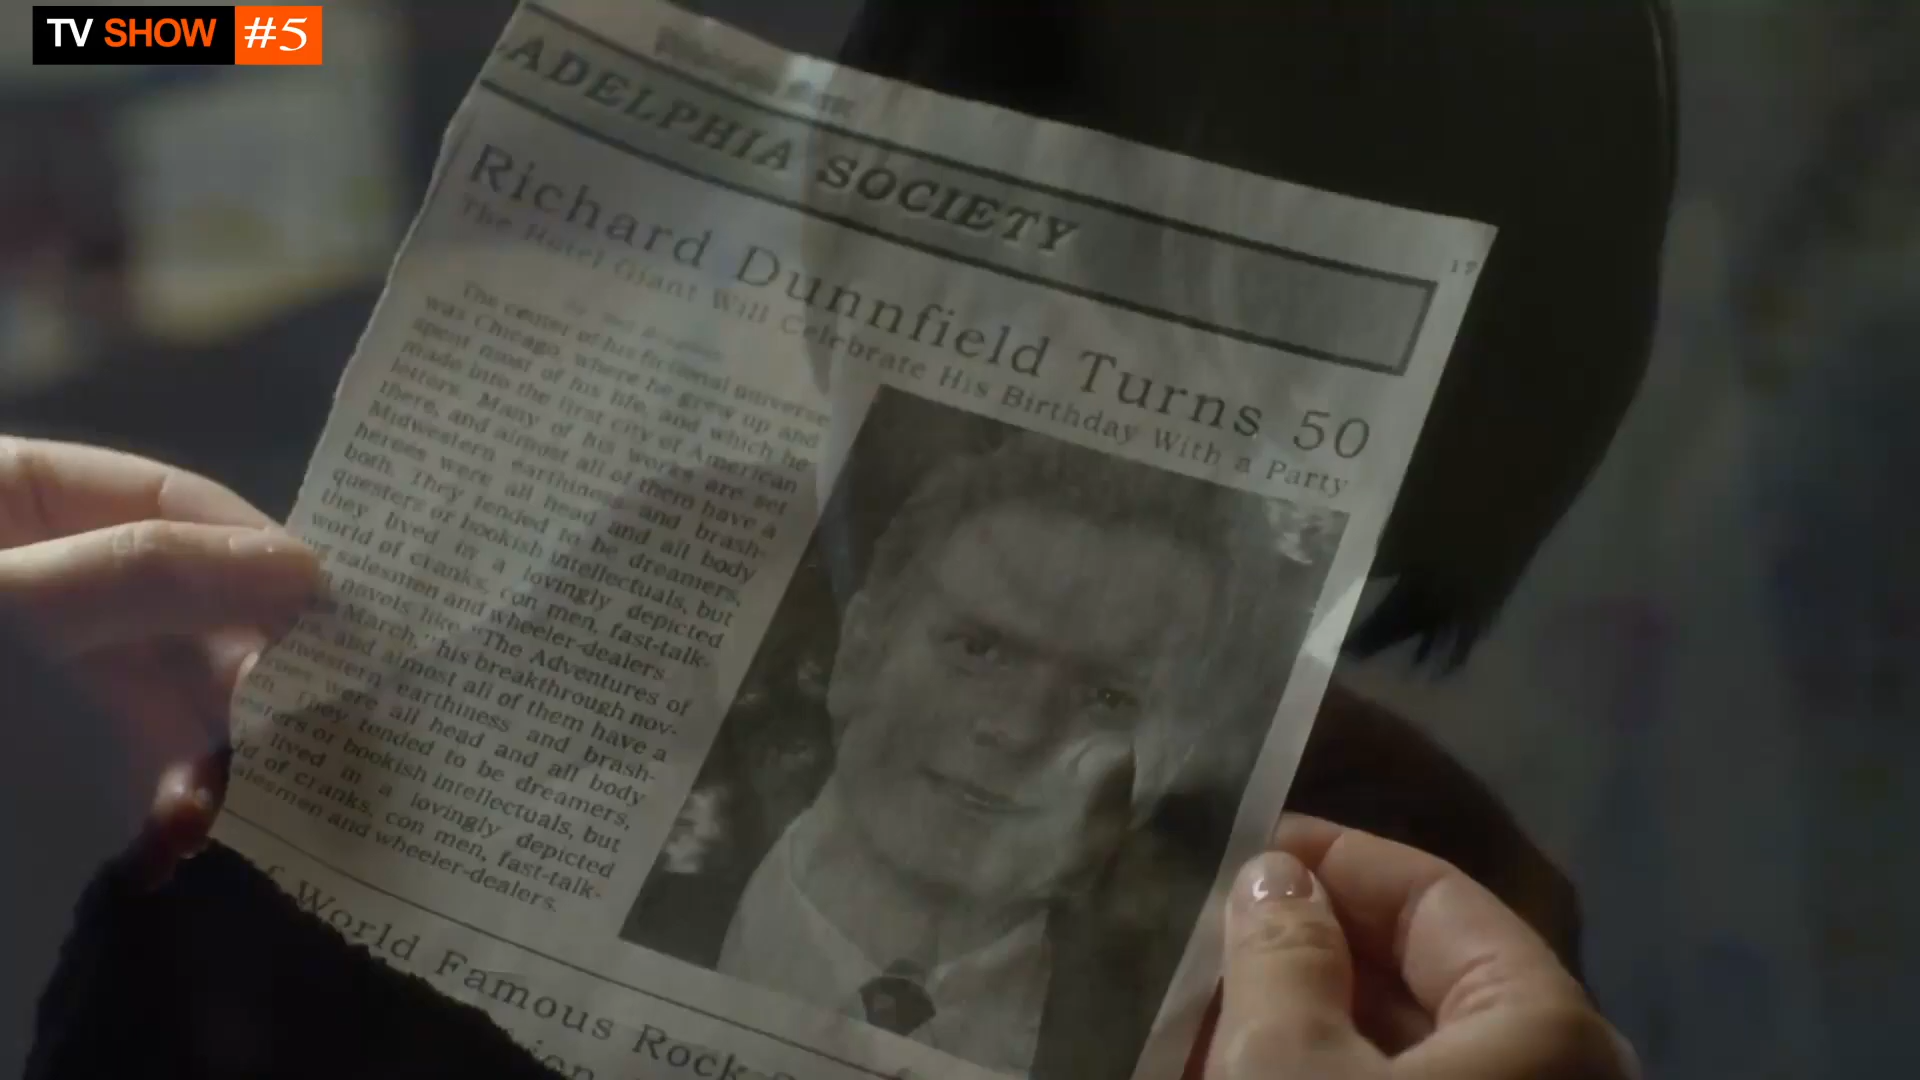 TV SHOW #5
ADELPHIA SOCIETY
17
Richard Dunnfield Turns 50
The Hotel Giant Will Celebrate His Birthday With a Party
The center of his fictional universe
was Chicago, where he grew up and
spent most of his life, and which he
made into the first city of American
letters. Many of his works are set
there, and almost all of them have a
Midwestern earthiness and brash-
heroes were all head and all body
both. They tended to be dreamers,
questers or bookish intellectuals, but
they lived in a lovingly depicted
world of cranks, con men, fast-talk-
salesmen and wheeler-dealers.
novels like "The Adventures of
March," his breakthrough nov-
and almost all of them have a
western earthiness and brash-
were all head and all body
They tended to be dreamers,
or bookish intellectuals, but
lived in a lovingly depicted
of cranks, con men, fast-talk-
salesmen and wheeler-dealers.
World Famous Rock